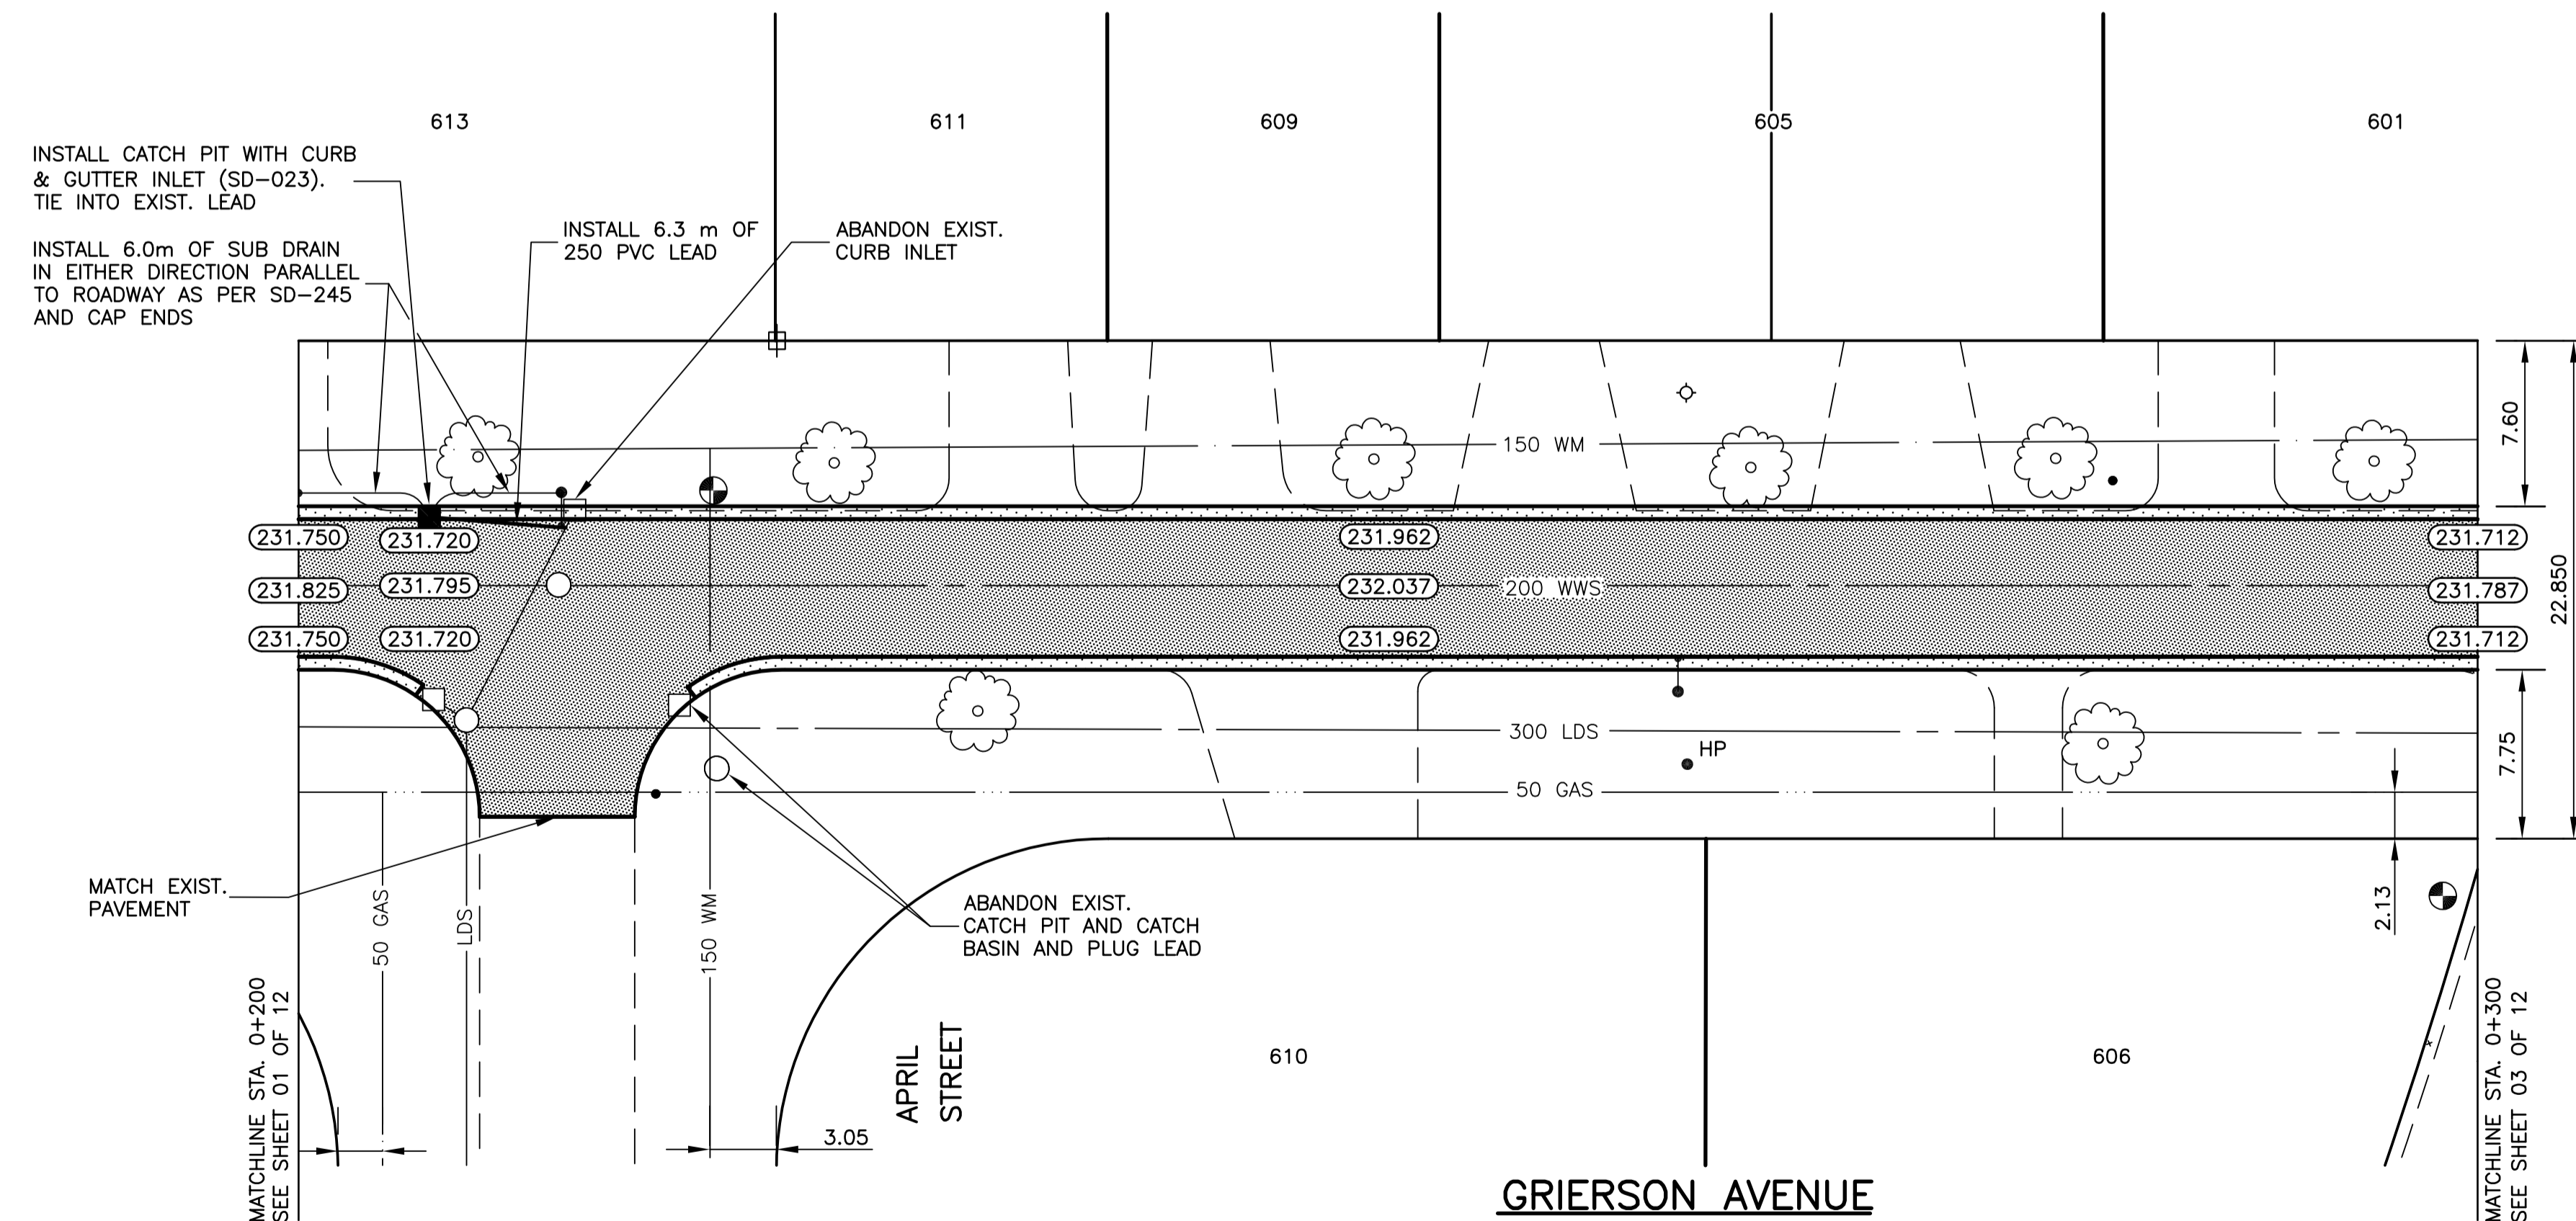 613
611
609
605
601
INSTALL CATCH PIT WITH CURB
& GUTTER INLET (SD-023).
TIE INTO EXIST. LEAD
INSTALL 6.0m OF SUB DRAIN
IN EITHER DIRECTION PARALLEL
TO ROADWAY AS PER SD-245
AND CAP ENDS
INSTALL 6.3 m OF
250 PVC LEAD
ABANDON EXIST.
CURB INLET
150 WM
7.60
231.750
231.720
231.962
231.712
231.825
231.795
232.037
200 WWS
231.787
22.850
231.750
231.720
231.962
231.712
300 LDS
HP
50 GAS
7.75
2.13
MATCH EXIST.
PAVEMENT
50 GAS
LDS
150 WM
ABANDON EXIST.
CATCH PIT AND CATCH
BASIN AND PLUG LEAD
MATCHLINE STA. 0+200
SEE SHEET 01 OF 12
3.05
APRIL
STREET
610
606
MATCHLINE STA. 0+300
SEE SHEET 03 OF 12
GRIERSON AVENUE